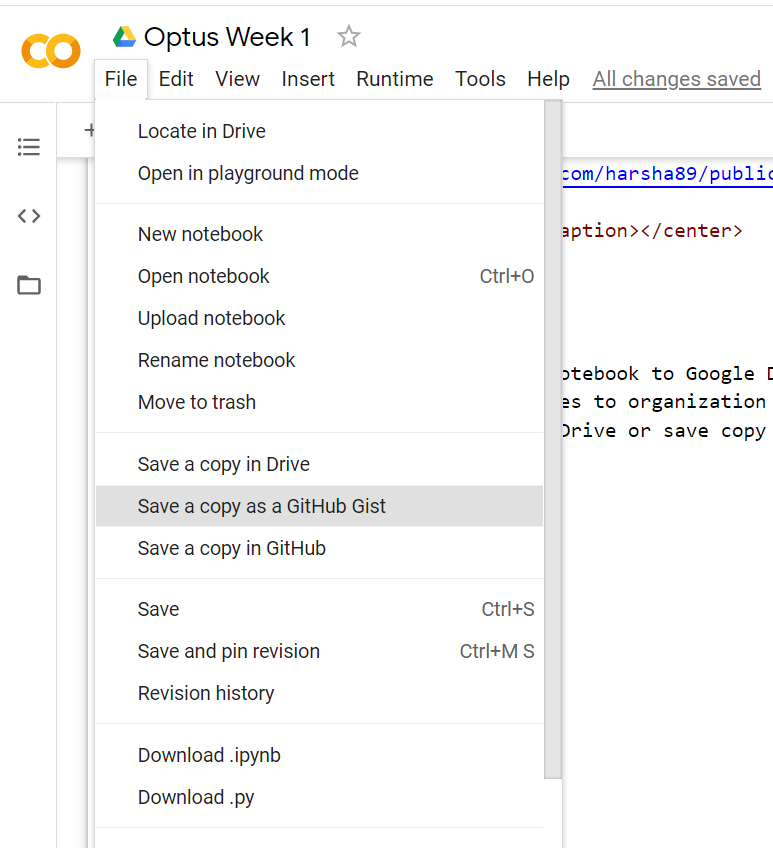 Optus Week 1
File Edit View Insert Runtime Tools Help All changes saved
+
Locate in Drive
Open in playground mode
com/harsha89/public
New notebook
aption></center>
Open notebook Ctrl+O
Upload notebook
Rename notebook
otebook to Google D
Move to trash
es to organization
Drive or save copy
Save a copy in Drive
Save a copy as a GitHub Gist
Save a copy in GitHub
Save Ctrl+S
Save and pin revision Ctrl+M S
Revision history
Download .ipynb
Download .py